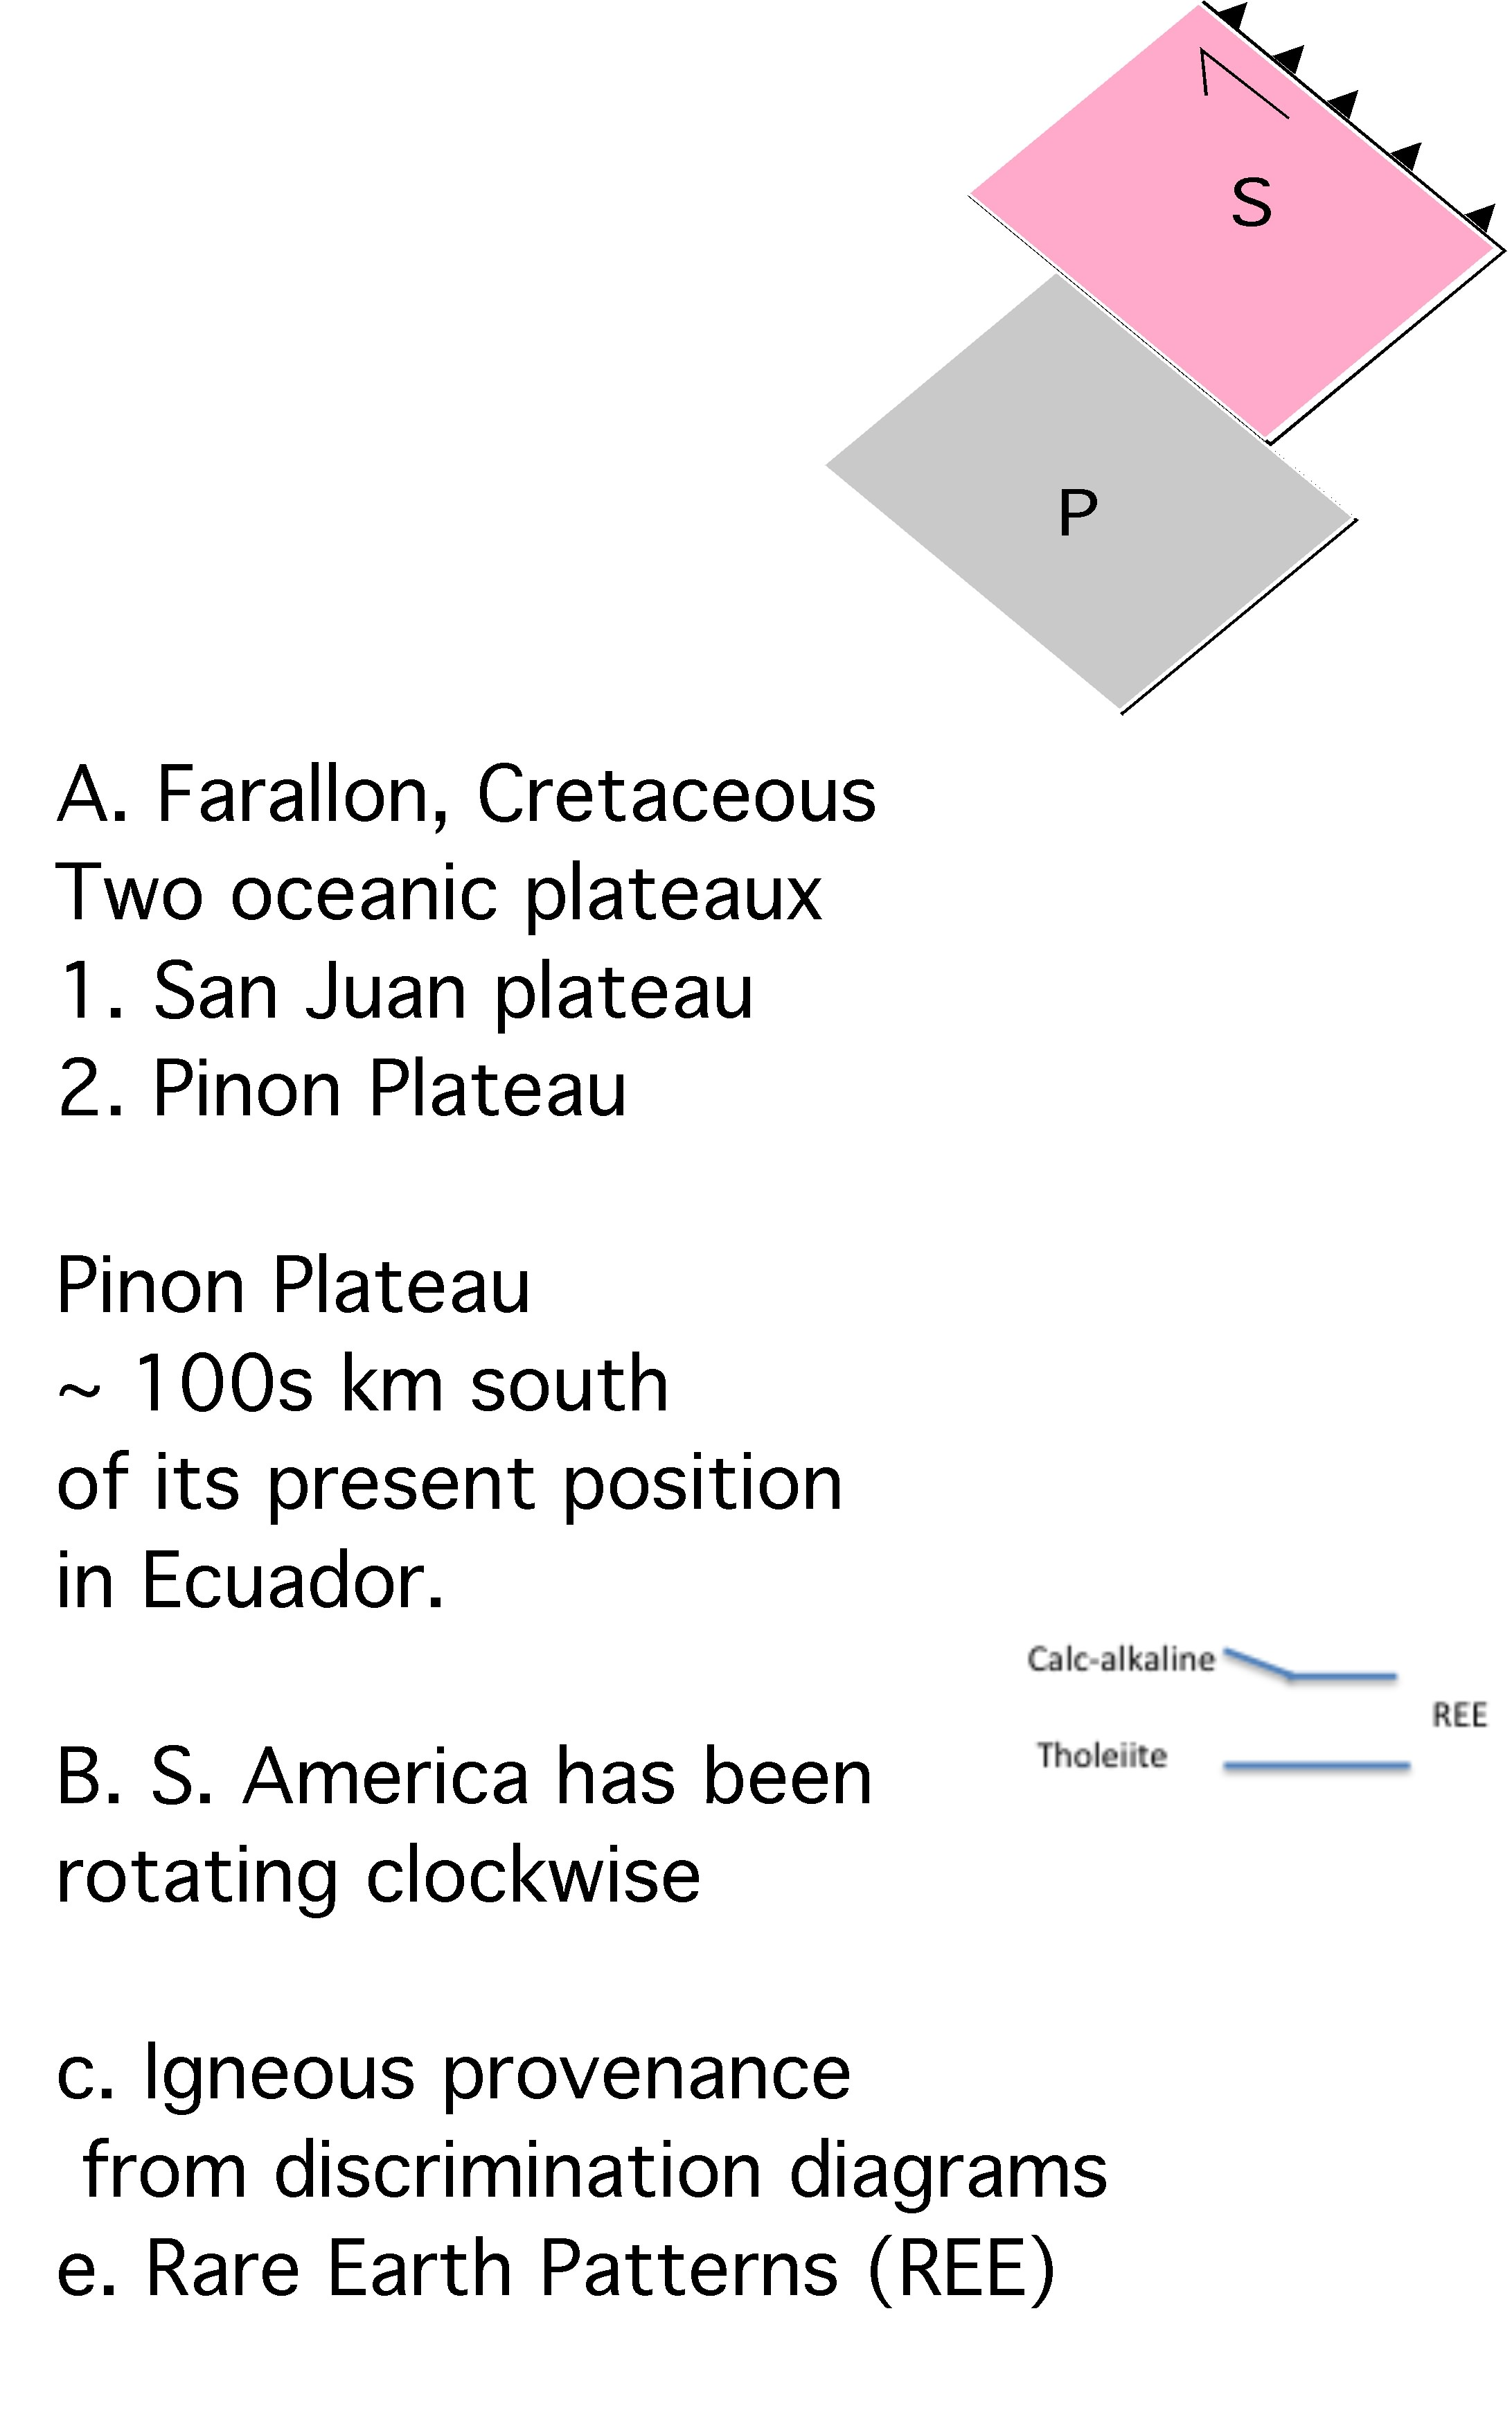 S
P
A. Farallon, Cretaceous
Two oceanic plateaux
1. San Juan plateau
2. Pinon Plateau
Pinon Plateau
~ 100s km south
of its present position
in Ecuador.
Calc-alkaline
REE
Tholeiite
B. S. America has been
rotating clockwise
c. Igneous provenance
from discrimination diagrams
e. Rare Earth Patterns (REE)